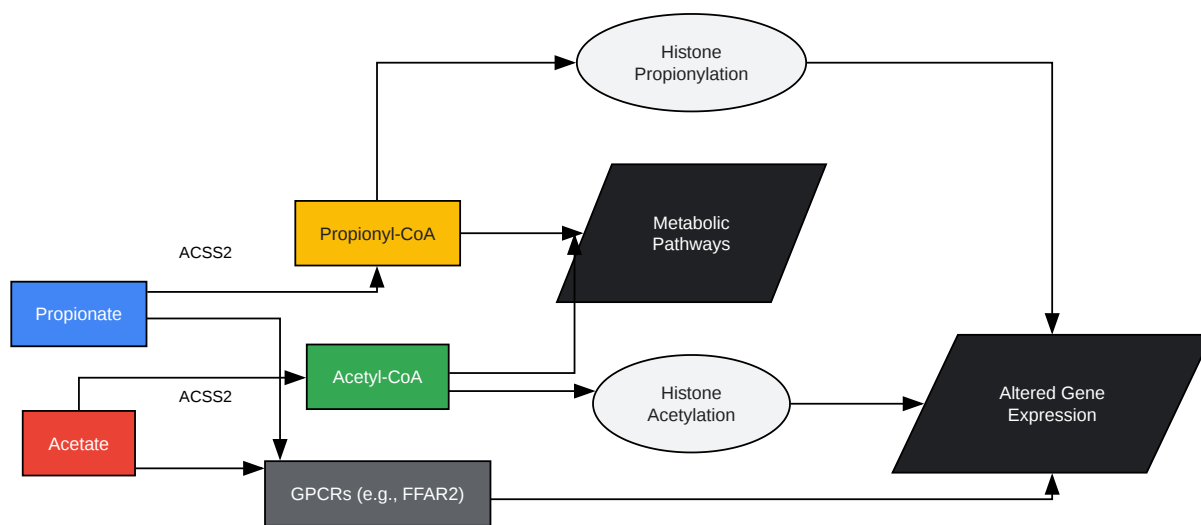 Histone
Propionylation
Metabolic
Pathways
Propionyl-CoA
ACSS2
Propionate
Acetyl-CoA
ACSS2
Histone
Acetylation
Altered Gene
Expression
Acetate
GPCRs (e.g., FFAR2)